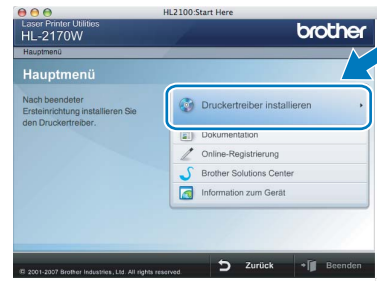 HL2100:Start Here
Laser Printer Utilities
HL-2170W
brother
Hauptmenü
Hauptmenü
Nach beendeter
Ersteinrichtung installieren Sie
den Druckertreiber.
Druckertreiber installieren
Dokumentation
Online-Registrierung
Brother Solutions Center
Information zum Gerät
© 2001-2007 Brother Industries, Ltd. All rights reserved
Zurück
Beenden